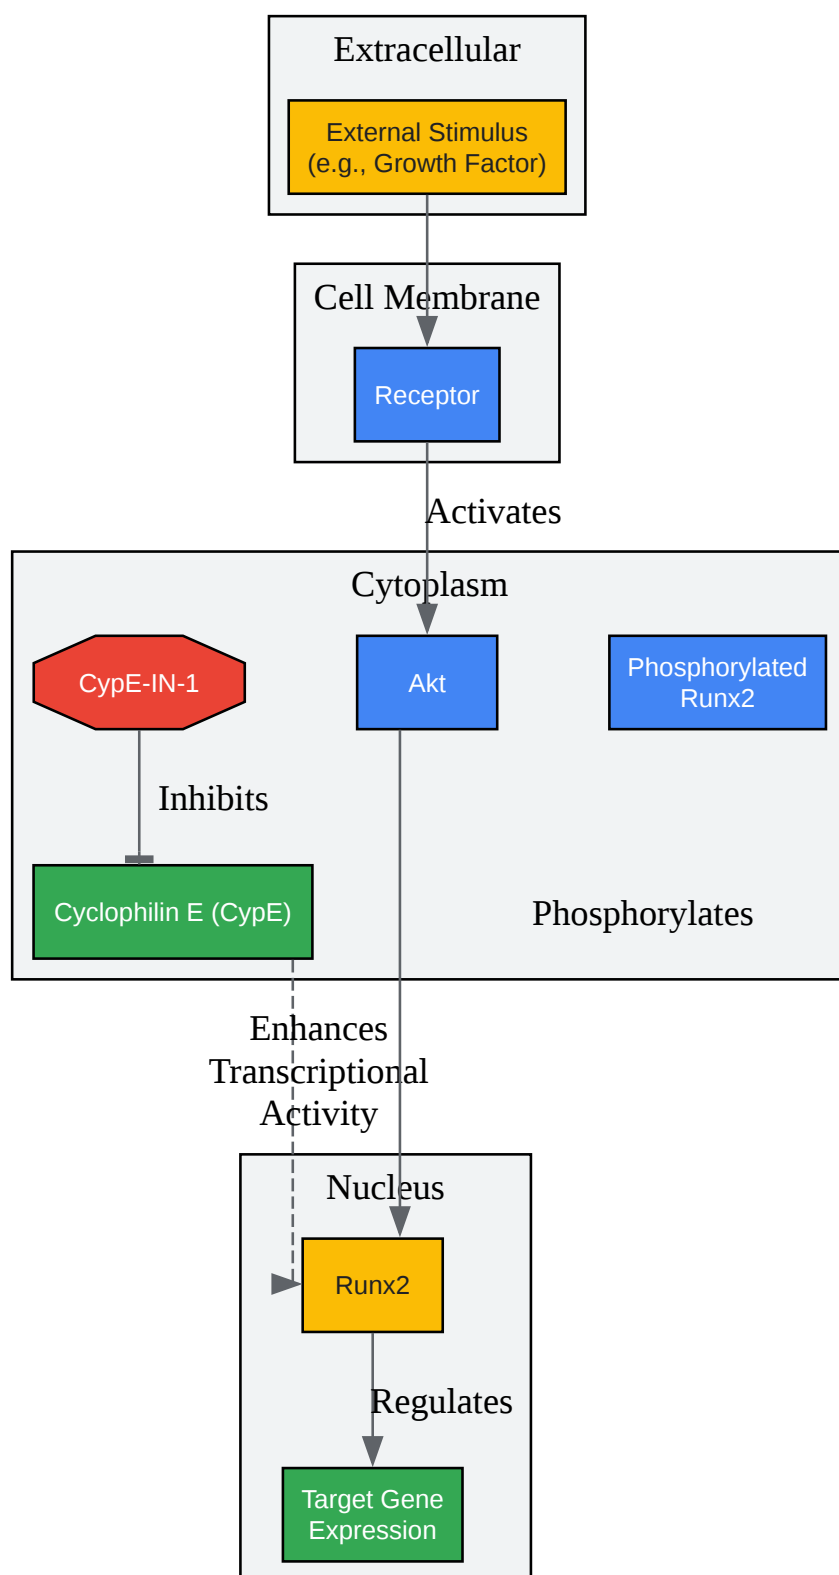 Extracellular
External Stimulus
(e.g., Growth Factor)
Cell Membrane
Receptor
Activates
Cytoplasm
CypE-IN-1
Akt
Phosphorylated
Runx2
Inhibits
Cyclophilin E (CypE)
Phosphorylates
Enhances
Transcriptional
Activity
Nucleus
Runx2
Regulates
Target Gene
Expression